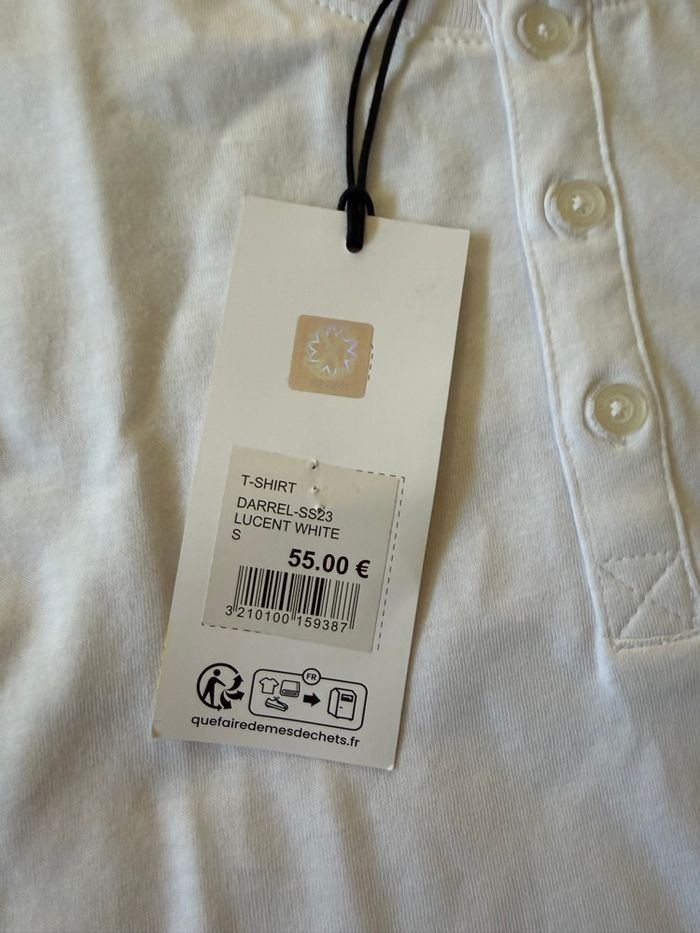 T-SHIRT
DARREL-SS23
LUCENT WHITE
S
55.00 €
3 210100 159387
FR
quefairedemesdechets.fr